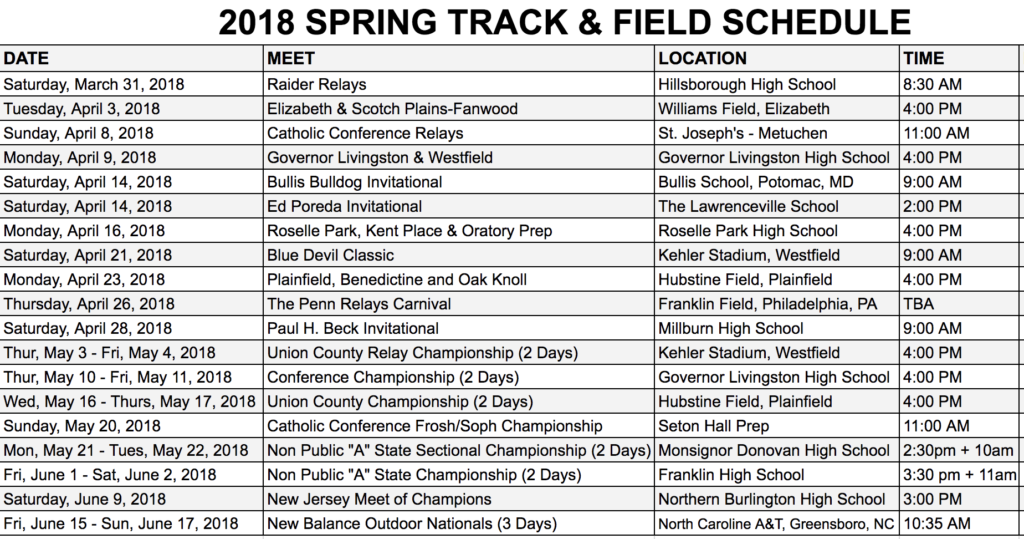 2018 SPRING TRACK & FIELD SCHEDULE
DATE MEET LOCATION TIME
Saturday, March 31, 2018 Raider Relays Hillsborough High School 8:30 AM
Tuesday, April 3, 2018 Elizabeth & Scotch Plains-Fanwood Williams Field, Elizabeth 4:00 PM
Sunday, April 8, 2018 Catholic Conference Relays St. Joseph's - Metuchen 11:00 AM
Monday, April 9, 2018 Governor Livingston & Westfield Governor Livingston High School 4:00 PM
Saturday, April 14, 2018 Bullis Bulldog Invitational Bullis School, Potomac, MD 9:00 AM
Saturday, April 14, 2018 Ed Poreda Invitational The Lawrenceville School 2:00 PM
Monday, April 16, 2018 Roselle Park, Kent Place & Oratory Prep Roselle Park High School 4:00 PM
Saturday, April 21, 2018 Blue Devil Classic Kehler Stadium, Westfield 9:00 AM
Monday, April 23, 2018 Plainfield, Benedictine and Oak Knoll Hubstine Field, Plainfield 4:00 PM
Thursday, April 26, 2018 The Penn Relays Carnival Franklin Field, Philadelphia, PA TBA
Saturday, April 28, 2018 Paul H. Beck Invitational Millburn High School 9:00 AM
Thur, May 3 - Fri, May 4, 2018 Union County Relay Championship (2 Days) Kehler Stadium, Westfield 4:00 PM
Thur, May 10 - Fri, May 11, 2018 Conference Championship (2 Days) Governor Livingston High School 4:00 PM
Wed, May 16 - Thurs, May 17, 2018 Union County Championship (2 Days) Hubstine Field, Plainfield 4:00 PM
Sunday, May 20, 2018 Catholic Conference Frosh/Soph Championship Seton Hall Prep 11:00 AM
Mon, May 21 - Tues, May 22, 2018 Non Public "A" State Sectional Championship (2 Days) Monsignor Donovan High School 2:30pm + 10am
Fri, June 1 - Sat, June 2, 2018 Non Public "A" State Championship (2 Days) Franklin High School 3:30 pm + 11am
Saturday, June 9, 2018 New Jersey Meet of Champions Northern Burlington High School 3:00 PM
Fri, June 15 - Sun, June 17, 2018 New Balance Outdoor Nationals (3 Days) North Caroline A&T, Greensboro, NC 10:35 AM